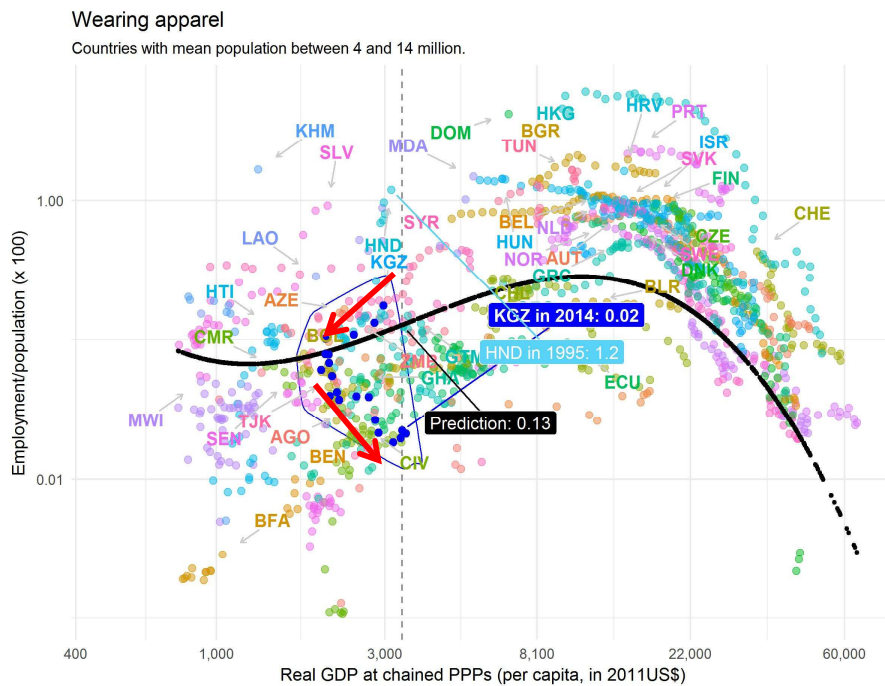 Wearing apparel
Countries with mean population between 4 and 14 million.
HKG
HRV
PRT
KHM
DOM
BGR
SLV
MDA
TUN
ISR
SVK
FIN
1.00
CHE
SYR
BEL
NLD
LAO
HND
HUN
CZE
KGZ
NOR
AUT
DNK
GRC
HTI
AZE
BLR
KGZ in 2014: 0.02
CMR
HND in 1995: 1.2
ZMB
GTM
GHA
ECU
MWI
TJK
Prediction: 0.13
SEN
AGO
BEN
CIV
0.01
BFA
Employment/population (x 100)
400
1,000
3,000
8,100
22,000
60,000
Real GDP at chained PPPs (per capita, in 2011US$)